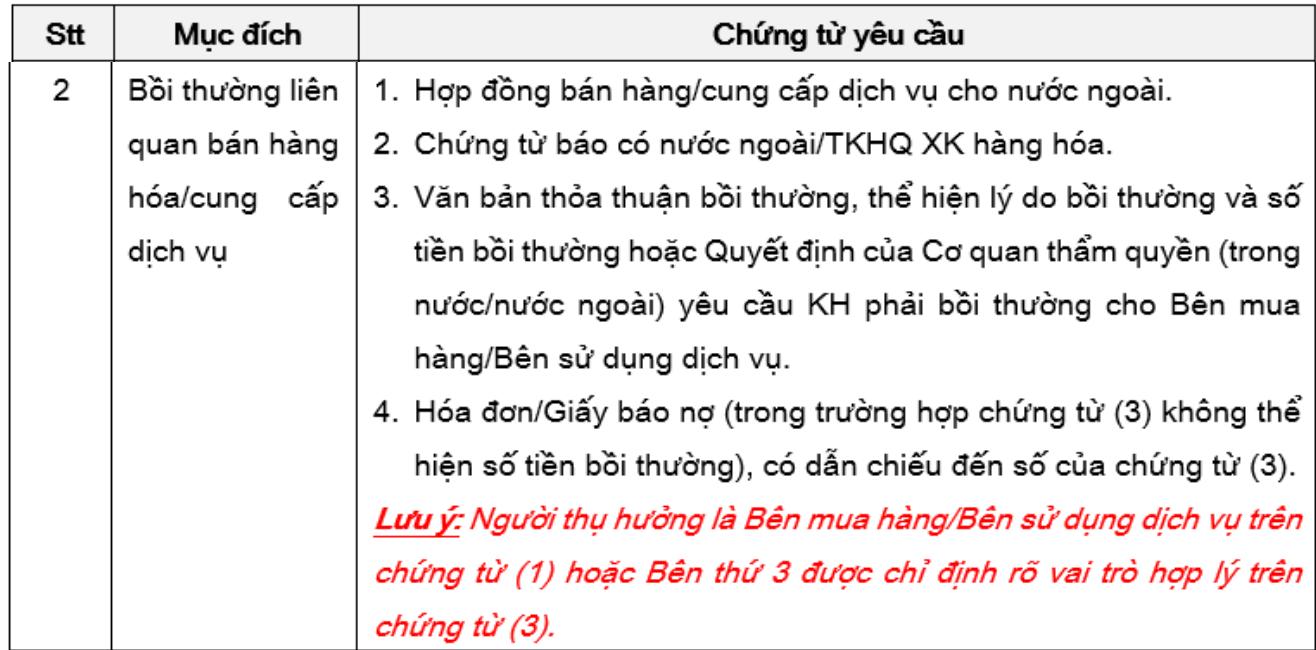 Stt Mục đích Chứng từ yêu cầu
2 Bồi thường liên quan bán hàng hóa/cung cấp dịch vụ
1. Hợp đồng bán hàng/cung cấp dịch vụ cho nước ngoài.
2. Chứng từ báo có nước ngoài/TKHQ XK hàng hóa.
3. Văn bản thỏa thuận bồi thường, thể hiện lý do bồi thường và số
tiền bồi thường hoặc Quyết định của Cơ quan thẩm quyền (trong
nước/nước ngoài) yêu cầu KH phải bồi thường cho Bên mua
hàng/Bên sử dụng dịch vụ.
4. Hóa đơn/Giấy báo nợ (trong trường hợp chứng từ (3) không thể
hiện số tiền bồi thường), có dẫn chiếu đến số của chứng từ (3).
Lưu ý: Người thụ hưởng là Bên mua hàng/Bên sử dụng dịch vụ trên
chứng từ (1) hoặc Bên thứ 3 được chỉ định rõ vai trò hợp lý trên
chứng từ (3).